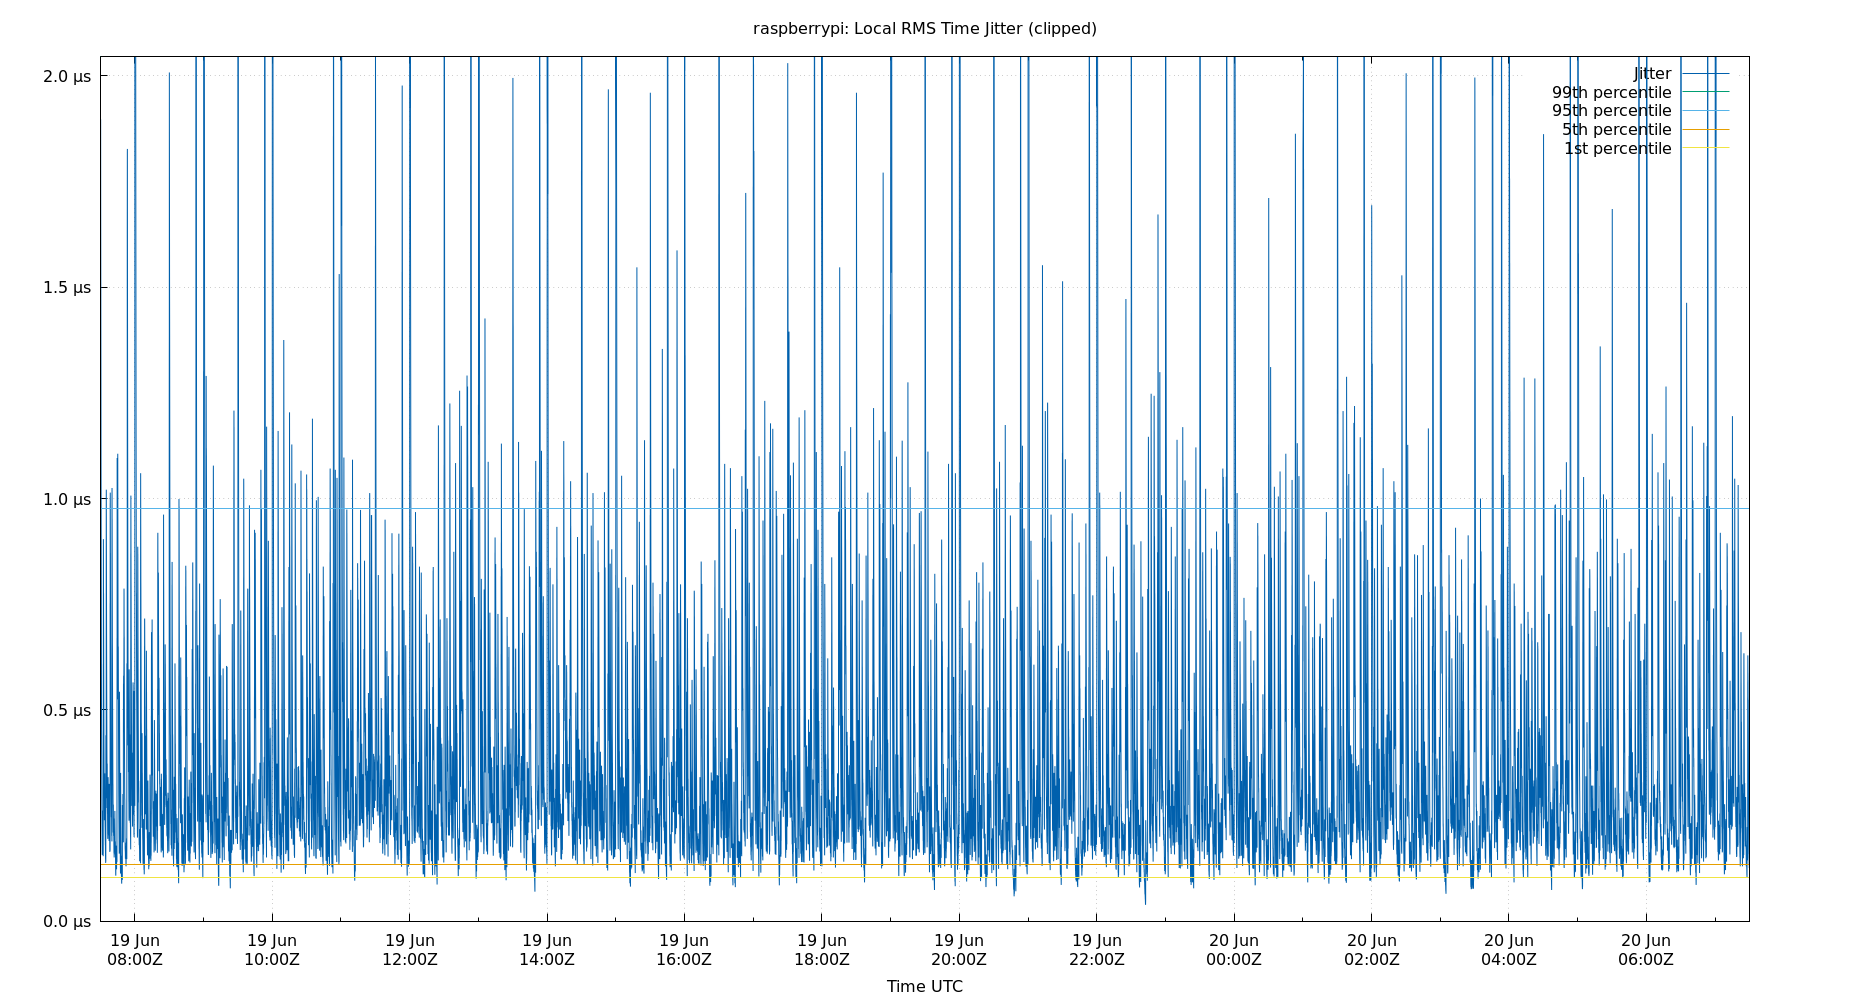 raspberrypi: Local RMS Time Jitter (clipped)
2.0 µs
1.5 µs
1.0 µs
0.5 µs
0.0 µs
Jitter
99th percentile
95th percentile
5th percentile
1st percentile
19 Jun 19 Jun 19 Jun 19 Jun 19 Jun 19 Jun 19 Jun 19 Jun 20 Jun 20 Jun 20 Jun 20 Jun
08:00Z 10:00Z 12:00Z 14:00Z 16:00Z 18:00Z 20:00Z 22:00Z 00:00Z 02:00Z 04:00Z 06:00Z
Time UTC